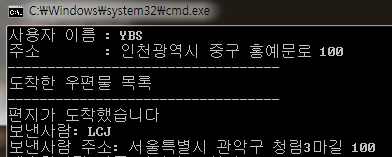 C:\Windows\system32\cmd.exe
사용자 이름 : YBS
주소 : 인천광역시 중구 홍예문로 100
----------------------------------
도착한 우편물 목록
----------------------------------
편지가 도착했습니다
보낸사람: LCJ
보낸사람 주소: 서울특별시 관악구 청림3마길 100